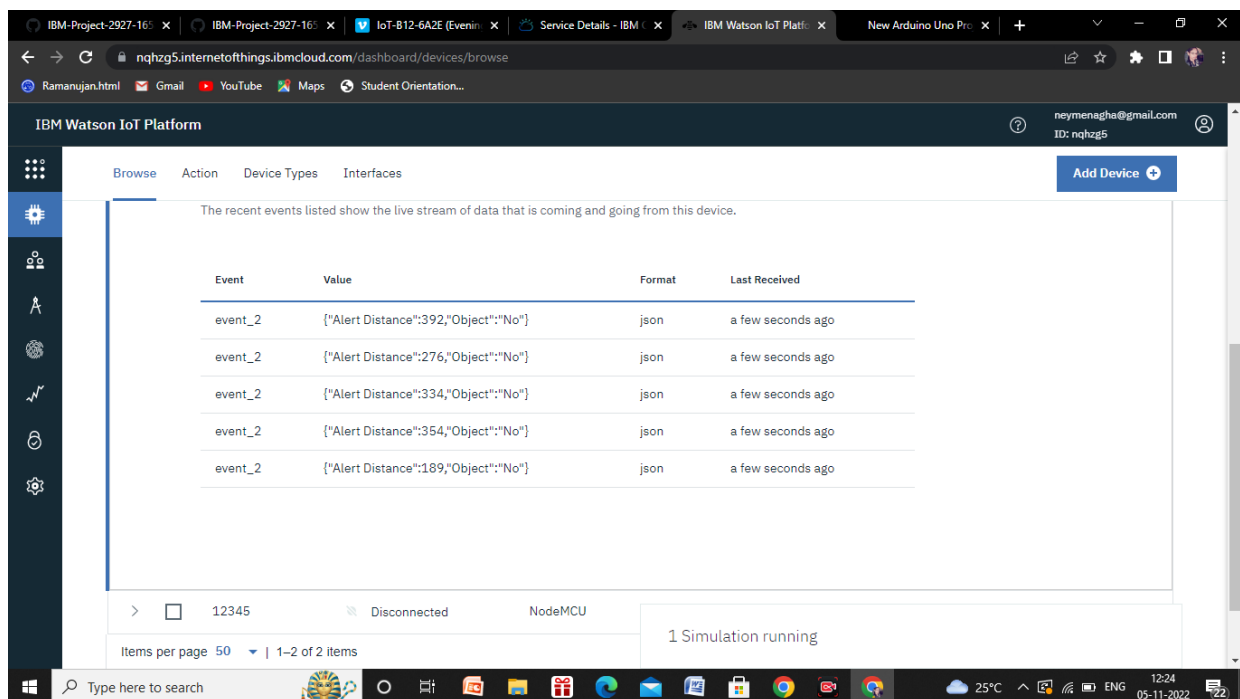 IBM-Project-2927-165
IBM-Project-2927-165
IoT-B12-6A2E (Evening
Service Details - IBM C
IBM Watson IoT Platfo
New Arduino Uno Pro
nqhzg5.internetofthings.ibmcloud.com/dashboard/devices/browse
Ramanujan.html Gmail YouTube Maps Student Orientation...
IBM Watson IoT Platform
neymenagha@gmail.com
ID: nqhzg5
Browse Action Device Types Interfaces Add Device
The recent events listed show the live stream of data that is coming and going from this device.
Event Value Format Last Received
event_2 {"Alert Distance":392,"Object":"No"} json a few seconds ago
event_2 {"Alert Distance":276,"Object":"No"} json a few seconds ago
event_2 {"Alert Distance":334,"Object":"No"} json a few seconds ago
event_2 {"Alert Distance":354,"Object":"No"} json a few seconds ago
event_2 {"Alert Distance":189,"Object":"No"} json a few seconds ago
12345 Disconnected NodeMCU
1 Simulation running
Items per page 50 | 1–2 of 2 items
Type here to search
25°C ENG
12:24
05-11-2022
22